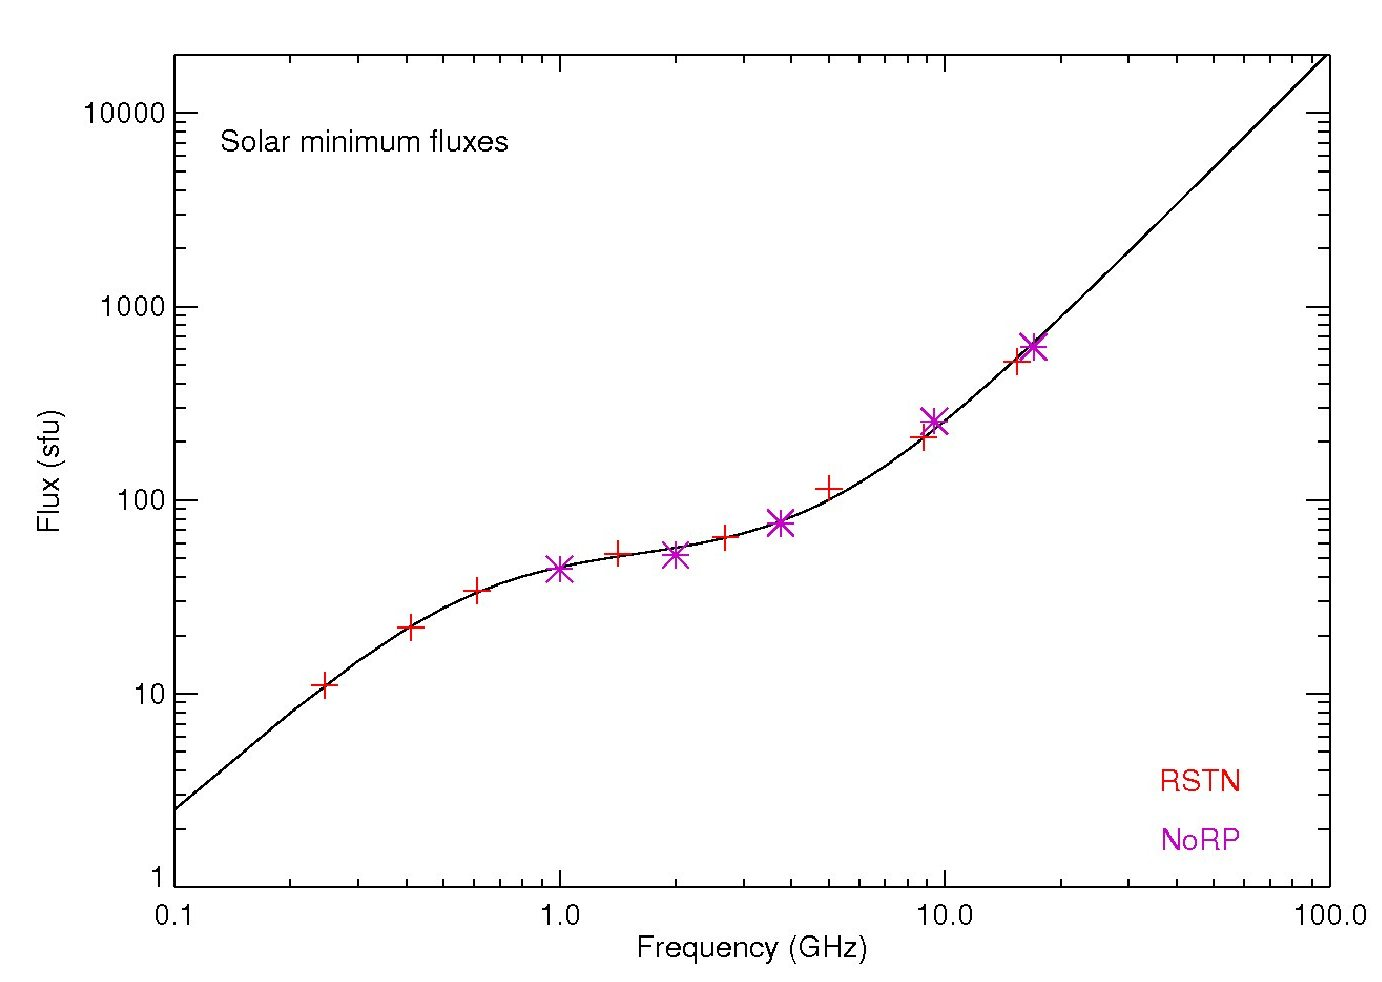 10000
Solar minimum fluxes
1000
Flux (sfu)
100
10
RSTN
NoRP
1
0.1 1.0 10.0 100.0
Frequency (GHz)